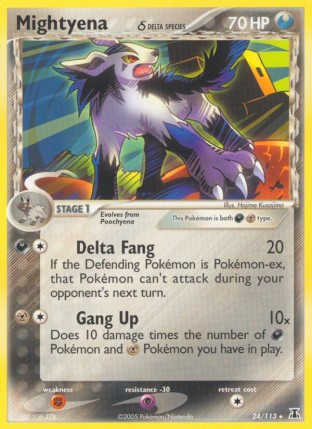 Mightyena δ DELTA SPECIES 70 HP
Illus. Hajime Kusajima
STAGE 1
Evolves from
Poochyena
This Pokémon is both type.
Delta Fang 20
If the Defending Pokémon is Pokémon-ex,
that Pokémon can't attack during your
opponent's next turn.
Gang Up 10x
Does 10 damage times the number of
Pokémon and Pokémon you have in play.
weakness resistance -30 retreat cost
©2005 Pokémon/Nintendo 24/113